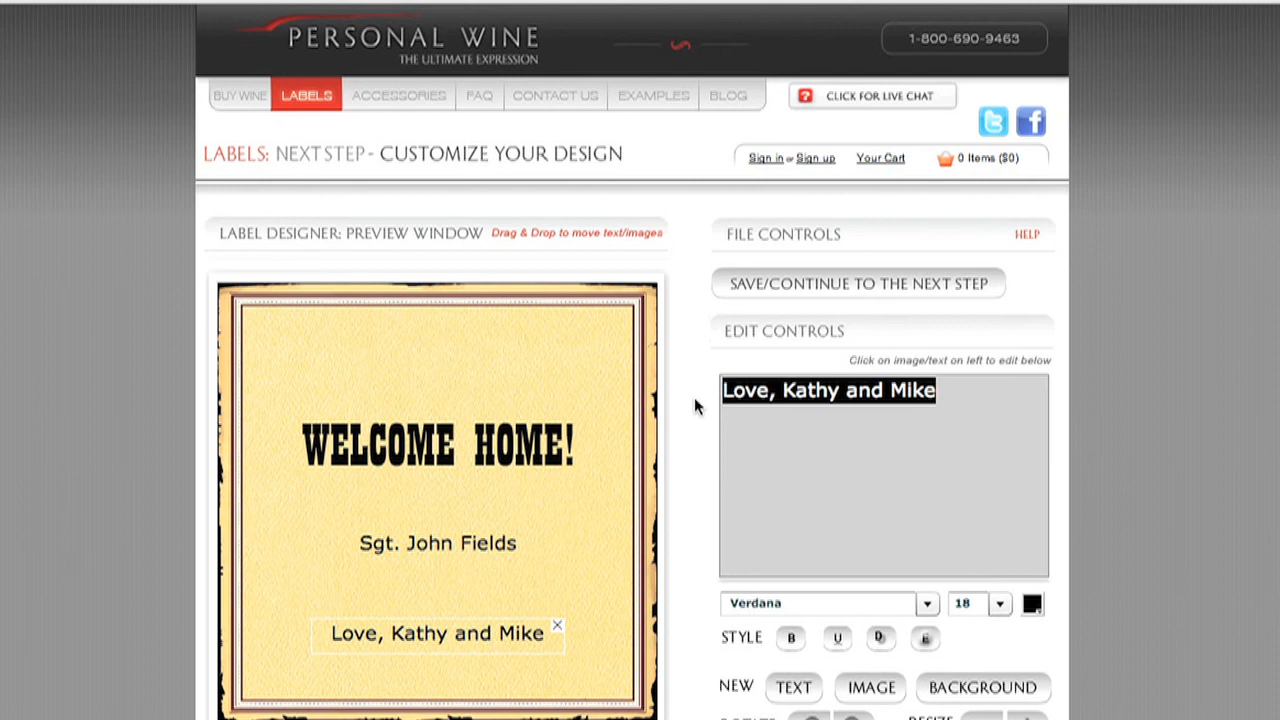 PERSONAL WINE
THE ULTIMATE EXPRESSION
1-800-690-9463
BUY WINE LABELS ACCESSORIES FAQ CONTACT US EXAMPLES BLOG
? CLICK FOR LIVE CHAT
LABELS: NEXT STEP - CUSTOMIZE YOUR DESIGN
Sign in or Sign up Your Cart 0 Items ($0)
LABEL DESIGNER: PREVIEW WINDOW Drag & Drop to move text/images
FILE CONTROLS HELP
SAVE/CONTINUE TO THE NEXT STEP
EDIT CONTROLS
Click on image/text on left to edit below
Love, Kathy and Mike
WELCOME HOME!
Sgt. John Fields
Love, Kathy and Mike
Verdana 18
STYLE B U D
NEW TEXT IMAGE BACKGROUND